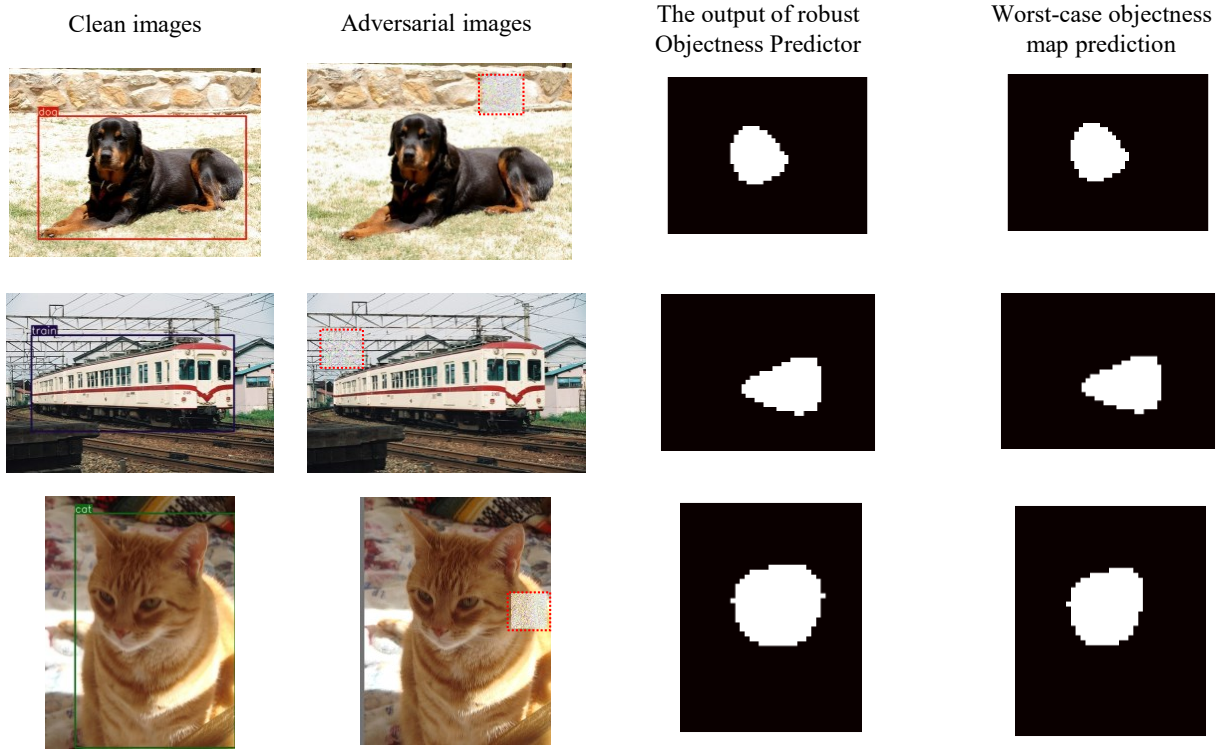 Clean images
Adversarial images
The output of robust
Objectness Predictor
Worst-case objectness
map prediction
dog
train
cat